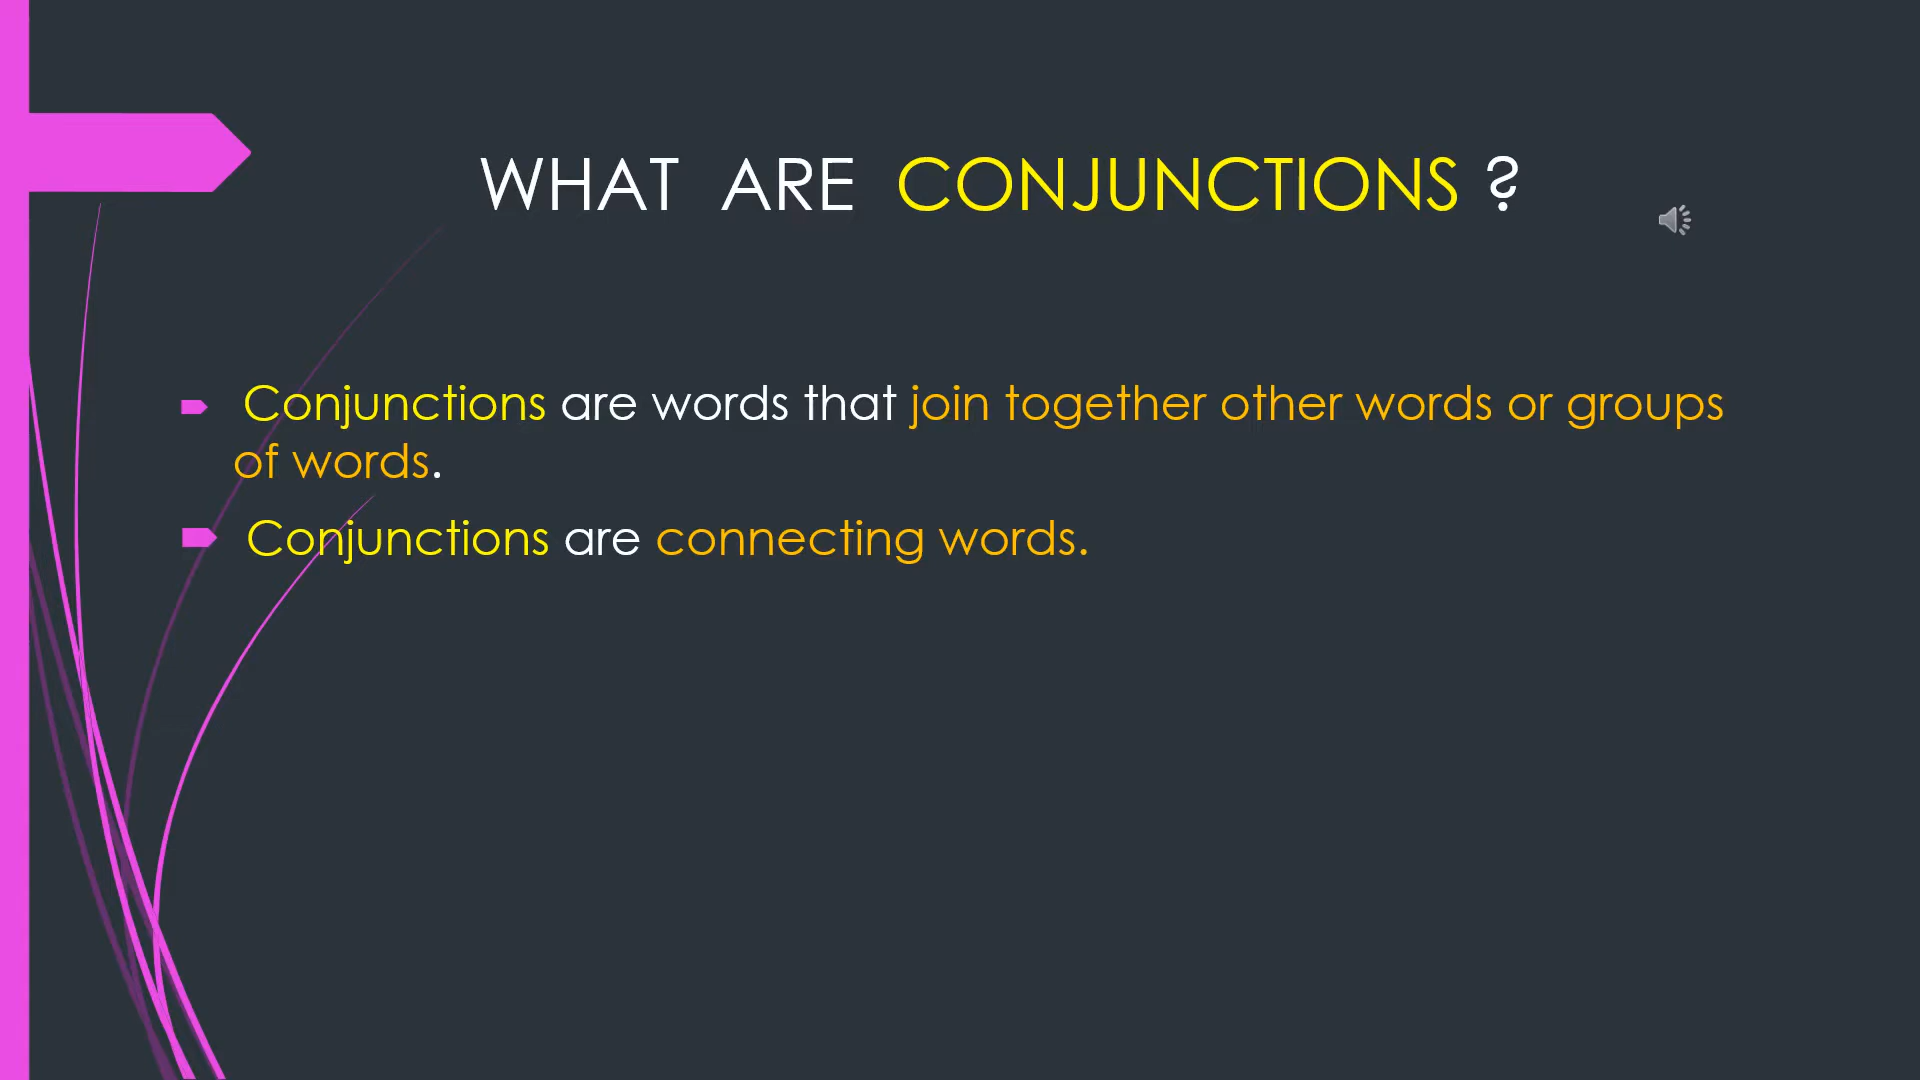 WHAT ARE CONJUNCTIONS ?
Conjunctions are words that join together other words or groups
of words.
Conjunctions are connecting words.